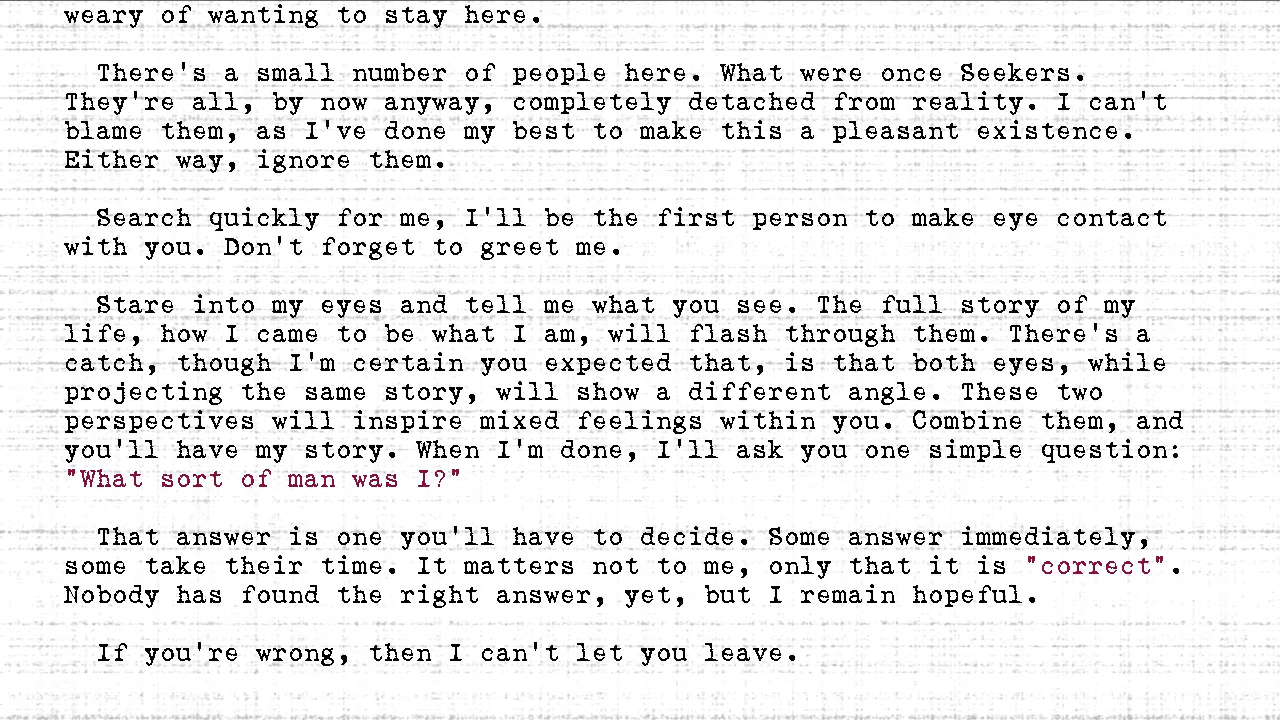 weary of wanting to stay here.
There's a small number of people here. What were once Seekers.
They're all, by now anyway, completely detached from reality. I can't
blame them, as I've done my best to make this a pleasant existence.
Either way, ignore them.
Search quickly for me, I'll be the first person to make eye contact
with you. Don't forget to greet me.
Stare into my eyes and tell me what you see. The full story of my
life, how I came to be what I am, will flash through them. There's a
catch, though I'm certain you expected that, is that both eyes, while
projecting the same story, will show a different angle. These two
perspectives will inspire mixed feelings within you. Combine them, and
you'll have my story. When I'm done, I'll ask you one simple question:
"What sort of man was I?"
That answer is one you'll have to decide. Some answer immediately,
some take their time. It matters not to me, only that it is "correct".
Nobody has found the right answer, yet, but I remain hopeful.
If you're wrong, then I can't let you leave.